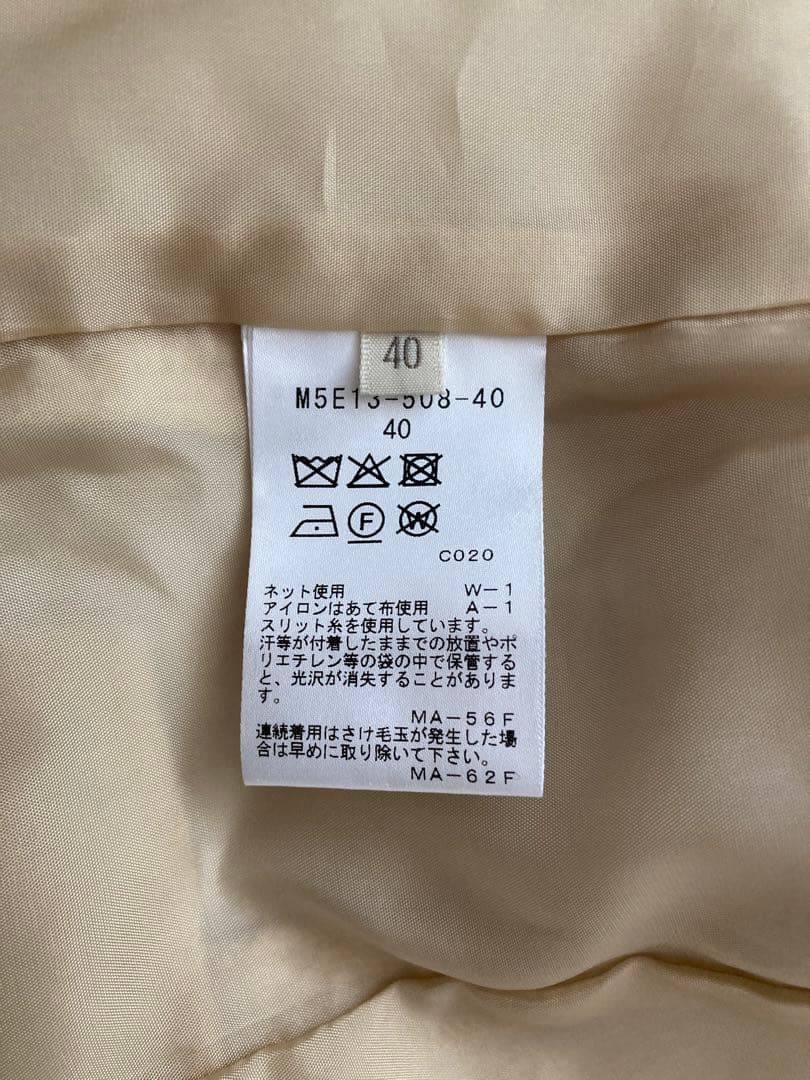 40
M5E13-508-40
40
F
W
C020
ネット使用 W-1
アイロンはあて布使用 A-1
スリット糸を使用しています。
汗等が付着したままでの放置やポ
リエチレン等の袋の中で保管する
と、光沢が消失することがありま
す。
MA-56F
連続着用はさけ毛玉が発生した場
合は早めに取り除いて下さい。
MA-62F